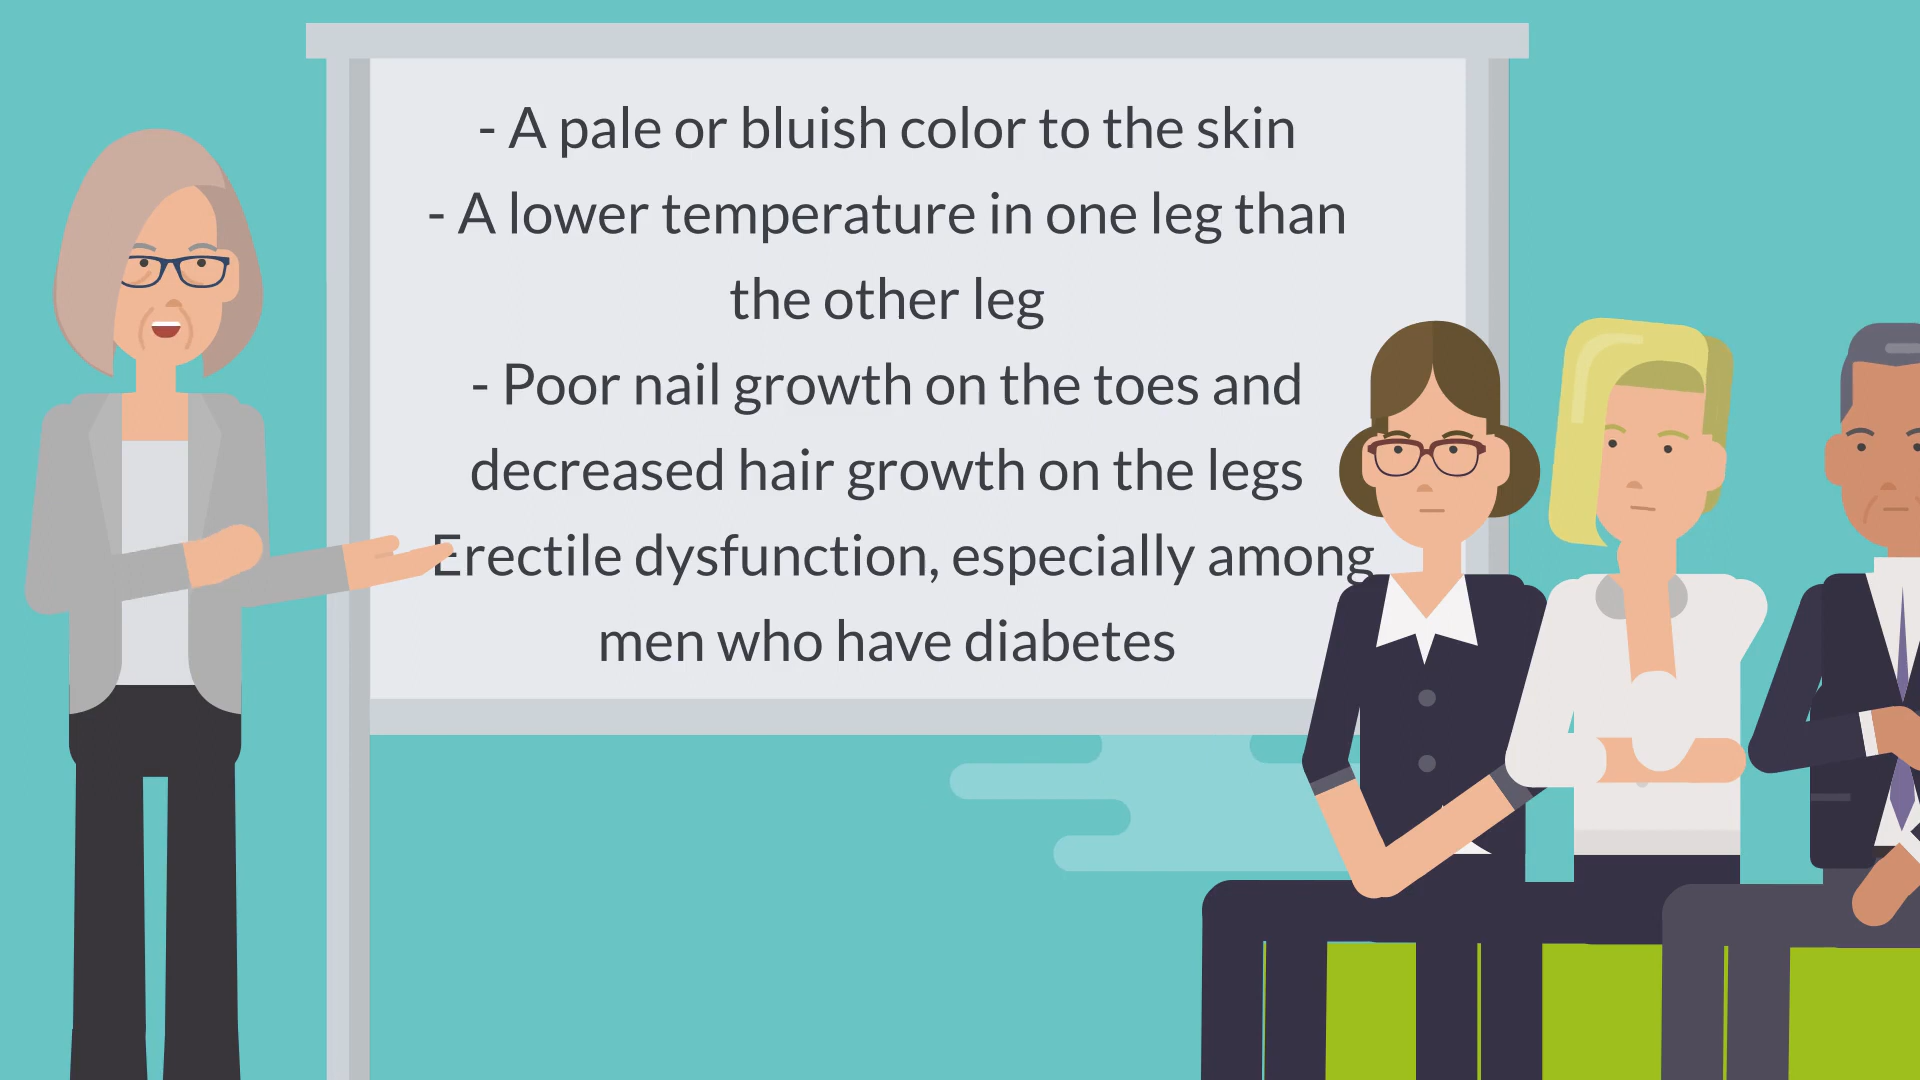 - A pale or bluish color to the skin
- A lower temperature in one leg than
the other leg
- Poor nail growth on the toes and
decreased hair growth on the legs
Erectile dysfunction, especially among
men who have diabetes